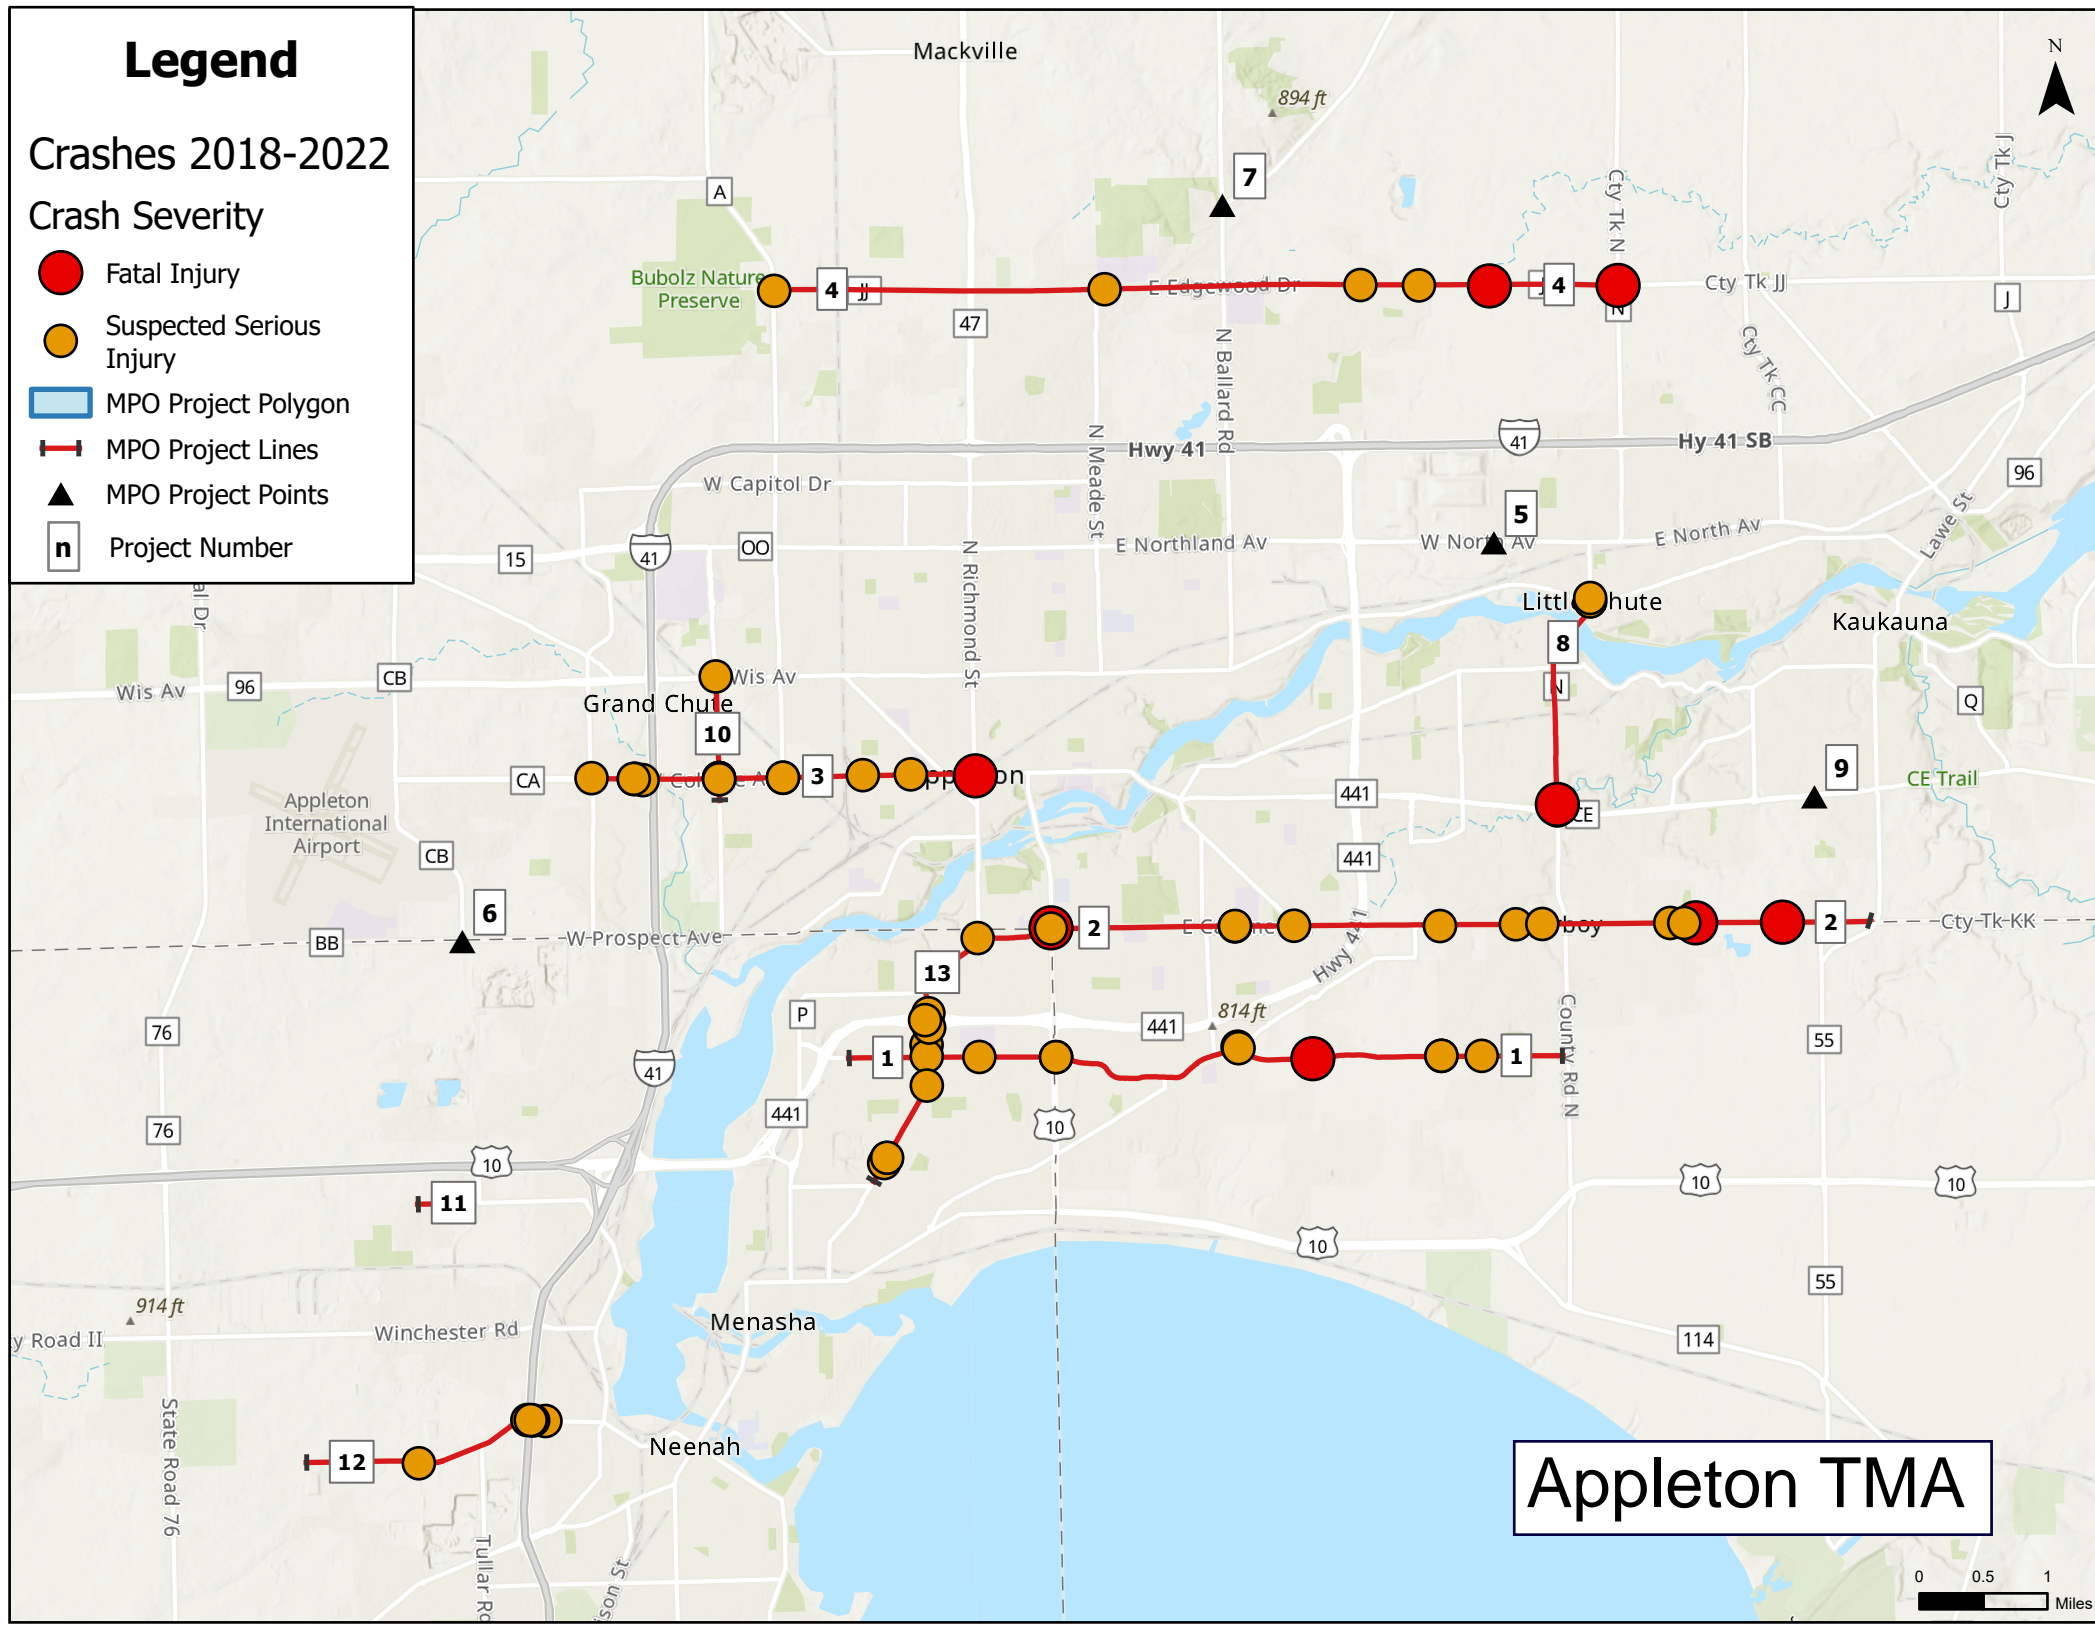 Legend
Crashes 2018-2022
Crash Severity
Fatal Injury
Suspected Serious
Injury
MPO Project Polygon
MPO Project Lines
MPO Project Points
n Project Number
N
Mackville
894 ft
7
A
Cty Tk N
Cty Tk J
Bubolz Nature
Preserve
4
JJ
E Edgewood Dr
4
Cty Tk JJ
J
N
47
N Ballard Rd
Cty Tk CC
Hwy 41
41
Hy 41 SB
N Meade St
W Capitol Dr
96
5
15
41
OO
N Richmond St
E Northland Av
W North Av
E North Av
Lawe St
Kaukauna
8
Wis Av
96
CB
Wis Av
Grand Chute
N
Q
10
CA
3
9
CE Trail
441
CE
Appleton
International
Airport
CB
441
6
BB
W Prospect Ave
2
Hwy 441
2
Cty Tk KK
13
76
P
441
814 ft
County Rd N
55
1
1
41
76
441
10
10
10
10
11
10
55
914 ft
Menasha
Winchester Rd
y Road II
114
State Road 76
Neenah
12
Tullar Rd
Appleton TMA
0 0.5 1
Miles